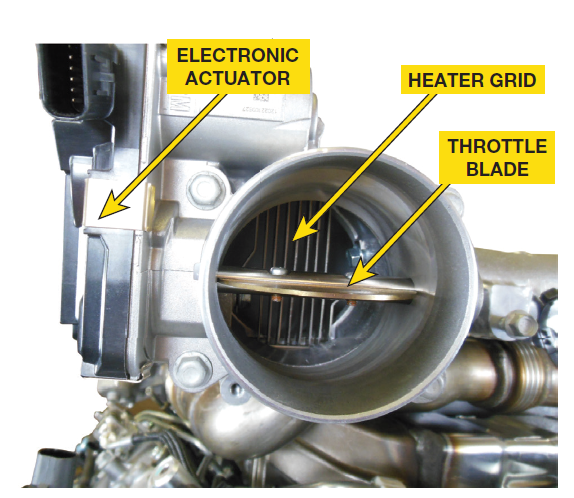 ELECTRONIC
ACTUATOR
HEATER GRID
THROTTLE
BLADE